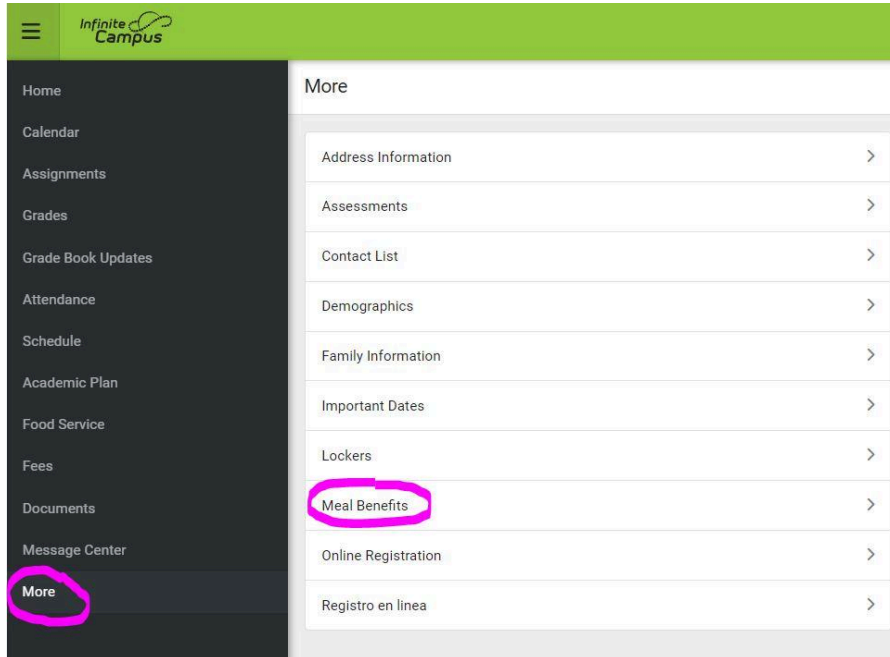 Infinite
Campus
Home
Calendar
Assignments
Grades
Grade Book Updates
Attendance
Schedule
Academic Plan
Food Service
Fees
Documents
Message Center
More
More
Address Information
Assessments
Contact List
Demographics
Family Information
Important Dates
Lockers
Meal Benefits
Online Registration
Registro en linea